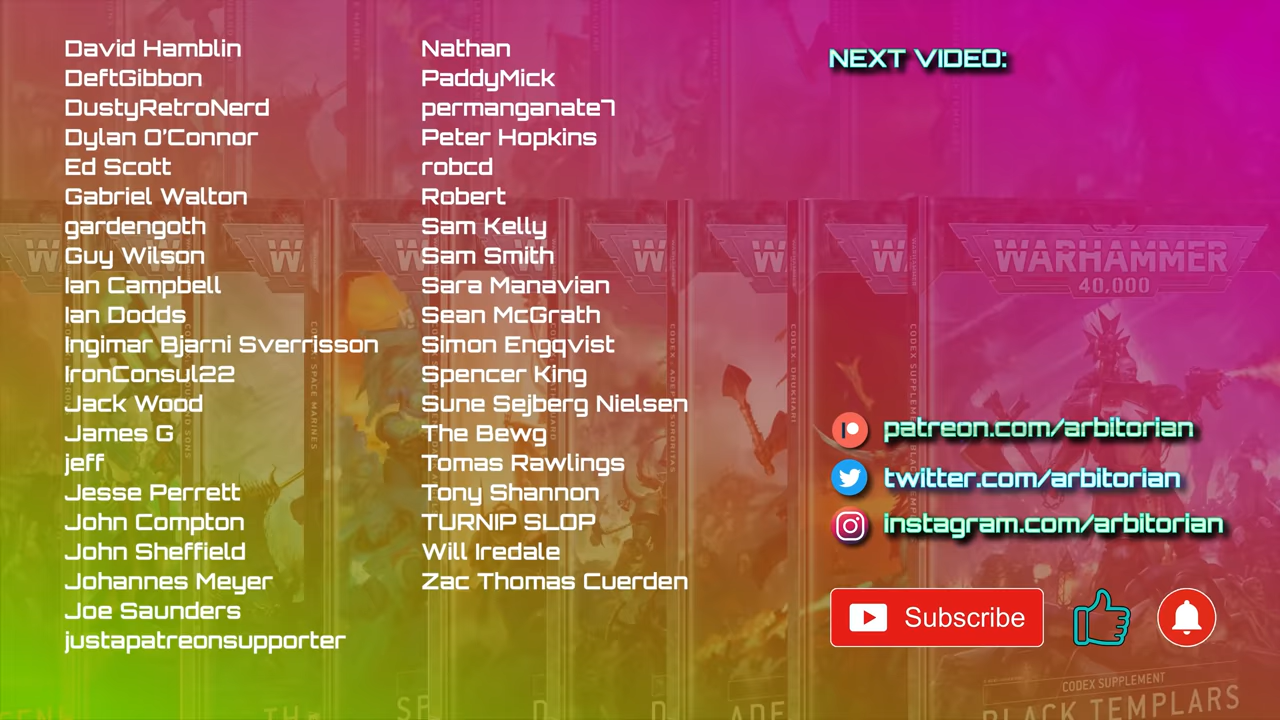 David Hamblin
DeftGibbon
DustyRetroNerd
Dylan O'Connor
Ed Scott
Gabriel Walton
gardengoth
Guy Wilson
Ian Campbell
Ian Dodds
Ingimar Bjarni Sverrisson
IronConsul22
Jack Wood
James G
jeff
Jesse Perrett
John Compton
John Sheffield
Johannes Meyer
Joe Saunders
justapatreonsupporter
Nathan
PaddyMick
permanganate7
Peter Hopkins
robcd
Robert
Sam Kelly
Sam Smith
Sara Manavian
Sean McGrath
Simon Engqvist
Spencer King
Sune Sejberg Nielsen
The Bewg
Tomas Rawlings
Tony Shannon
TURNIP SLOP
Will Iredale
Zac Thomas Cuerden
NEXT VIDEO:
WARHAMMER
40,000
patreon.com/arbitorian
twitter.com/arbitorian
instagram.com/arbitorian
Subscribe
CODEX SUPPLEMENT
BLACK TEMPLARS